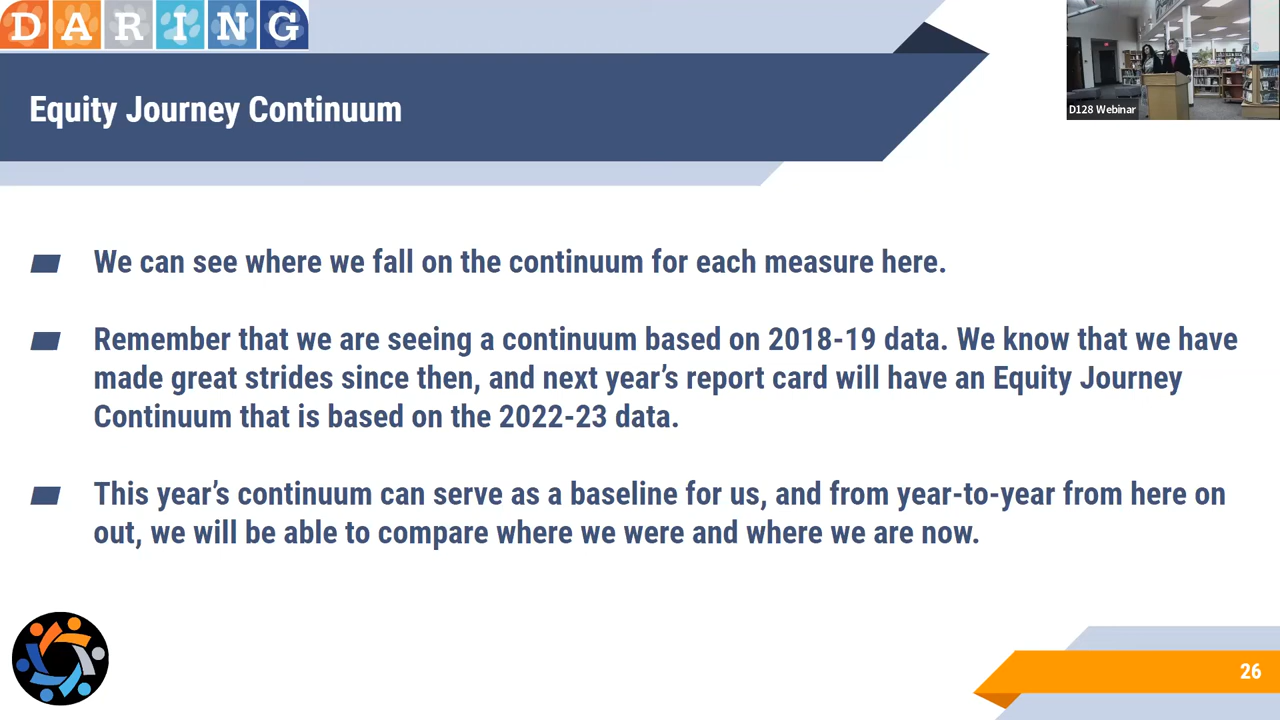 DARING
D128 Webinar
Equity Journey Continuum
We can see where we fall on the continuum for each measure here.
Remember that we are seeing a continuum based on 2018-19 data. We know that we have
made great strides since then, and next year’s report card will have an Equity Journey
Continuum that is based on the 2022-23 data.
This year’s continuum can serve as a baseline for us, and from year-to-year from here on
out, we will be able to compare where we were and where we are now.
26